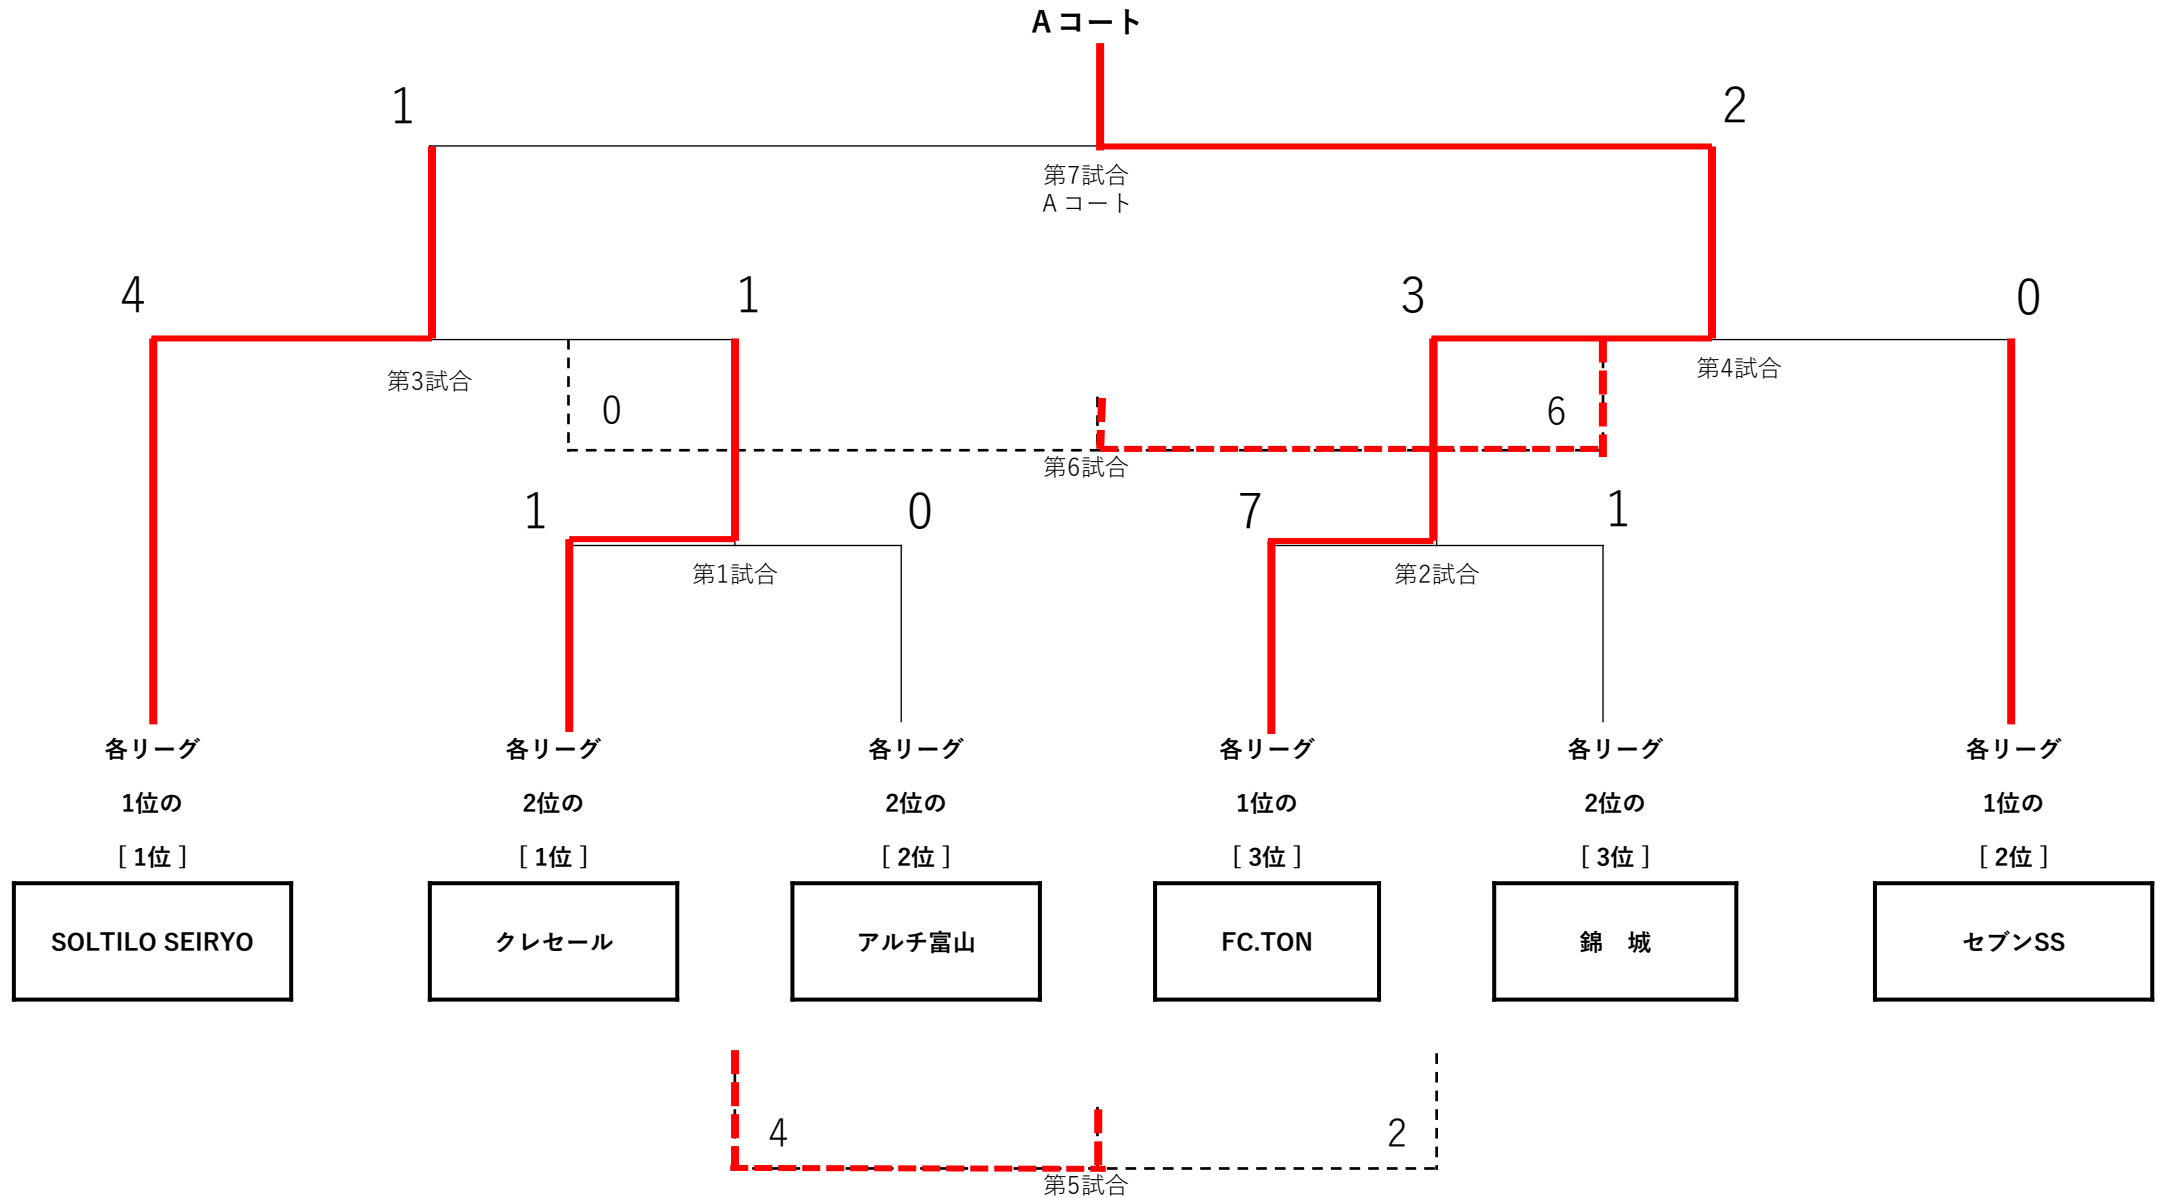 A コート
1
2
第7試合
A コート
4
1
3
0
第3試合
第4試合
0
6
第6試合
1
0
7
1
第1試合
第2試合
各リーグ
1位の
[ 1位 ]
各リーグ
2位の
[ 1位 ]
各リーグ
2位の
[ 2位 ]
各リーグ
1位の
[ 3位 ]
各リーグ
2位の
[ 3位 ]
各リーグ
1位の
[ 2位 ]
SOLTILO SEIRYO
クレセール
アルチ富山
FC.TON
錦　城
セブンSS
4
2
第5試合